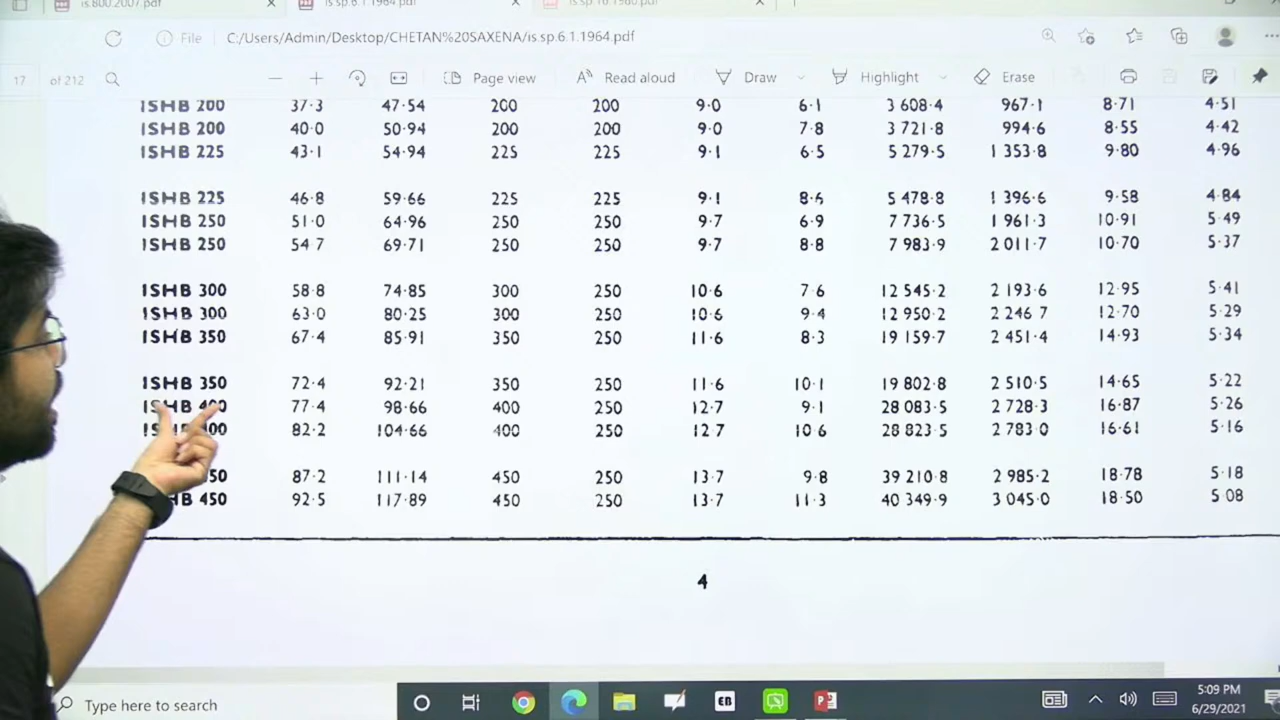 is.800.2007.pdf is.sp.6.1.1964.pdf is.sp.16.1980.pdf
File C:/Users/Admin/Desktop/CHETAN%20SAXENA/is.sp.6.1.1964.pdf
17 of 212 Page view Read aloud Draw Highlight Erase
ISHB 200 37·3 47·54 200 200 9·0 6·1 3 608·4 967·1 8·71 4·51
ISHB 200 40·0 50·94 200 200 9·0 7·8 3 721·8 994·6 8·55 4·42
ISHB 225 43·1 54·94 225 225 9·1 6·5 5 279·5 1 353·8 9·80 4·96
ISHB 225 46·8 59·66 225 225 9·1 8·6 5 478·8 1 396·6 9·58 4·84
ISHB 250 51·0 64·96 250 250 9·7 6·9 7 736·5 1 961·3 10·91 5·49
ISHB 250 54·7 69·71 250 250 9·7 8·8 7 983·9 2 011·7 10·70 5·37
ISHB 300 58·8 74·85 300 250 10·6 7·6 12 545·2 2 193·6 12·95 5·41
ISHB 300 63·0 80·25 300 250 10·6 9·4 12 950·2 2 246 7 12·70 5·29
ISHB 350 67·4 85·91 350 250 11·6 8·3 19 159·7 2 451·4 14·93 5·34
ISHB 350 72·4 92·21 350 250 11·6 10·1 19 802·8 2 510·5 14·65 5·22
ISHB 400 77·4 98·66 400 250 12·7 9·1 28 083·5 2 728·3 16·87 5·26
400 82·2 104·66 400 250 12 7 10 6 28 823·5 2 783 0 16·61 5·16
87·2 111·14 450 250 13·7 9·8 39 210·8 2 985·2 18·78 5·18
450 92·5 117·89 450 250 13·7 11·3 40 349·9 3 045·0 18·50 5 08
4
Type here to search EB 5:09 PM
6/29/2021